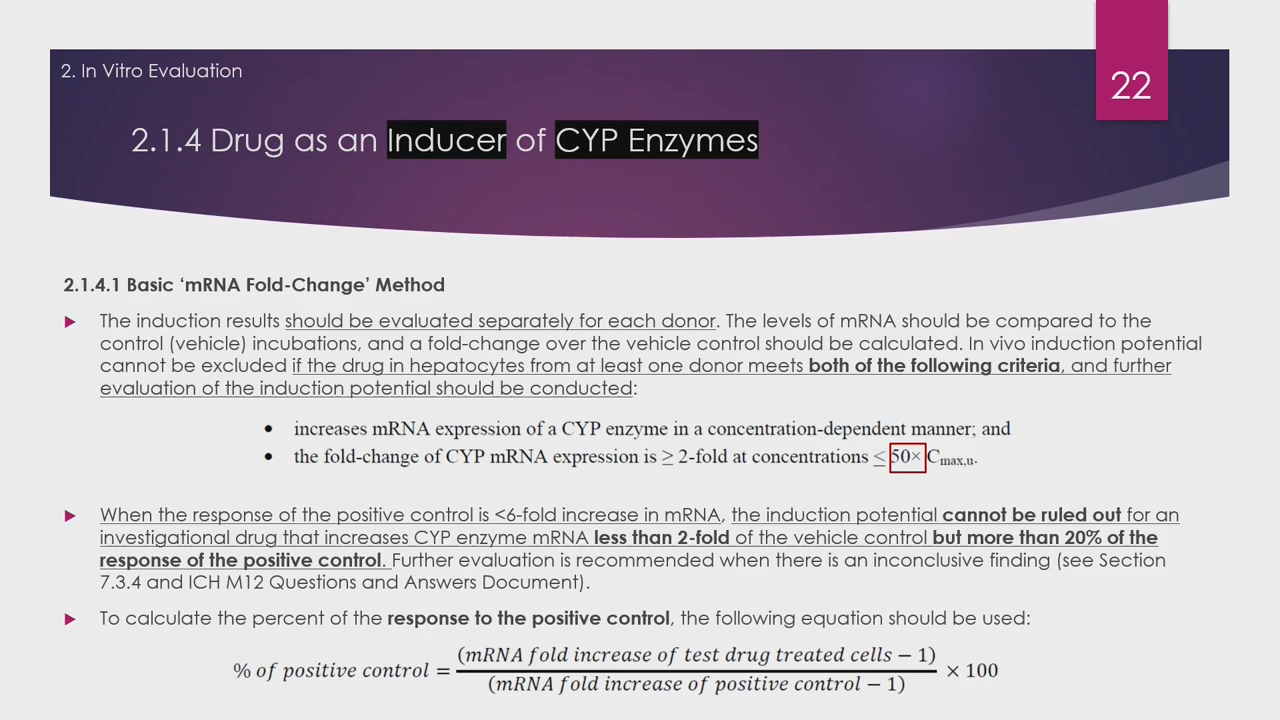 2. In Vitro Evaluation
22
2.1.4 Drug as an Inducer of CYP Enzymes
2.1.4.1 Basic ‘mRNA Fold-Change’ Method
The induction results should be evaluated separately for each donor. The levels of mRNA should be compared to the
control (vehicle) incubations, and a fold-change over the vehicle control should be calculated. In vivo induction potential
cannot be excluded if the drug in hepatocytes from at least one donor meets both of the following criteria, and further
evaluation of the induction potential should be conducted:
• increases mRNA expression of a CYP enzyme in a concentration-dependent manner; and
• the fold-change of CYP mRNA expression is ≥ 2-fold at concentrations ≤ 50× Cmax,u.
When the response of the positive control is <6-fold increase in mRNA, the induction potential cannot be ruled out for an
investigational drug that increases CYP enzyme mRNA less than 2-fold of the vehicle control but more than 20% of the
response of the positive control. Further evaluation is recommended when there is an inconclusive finding (see Section
7.3.4 and ICH M12 Questions and Answers Document).
To calculate the percent of the response to the positive control, the following equation should be used:
% of positive control = (mRNA fold increase of test drug treated cells − 1)
(mRNA fold increase of positive control − 1) × 100